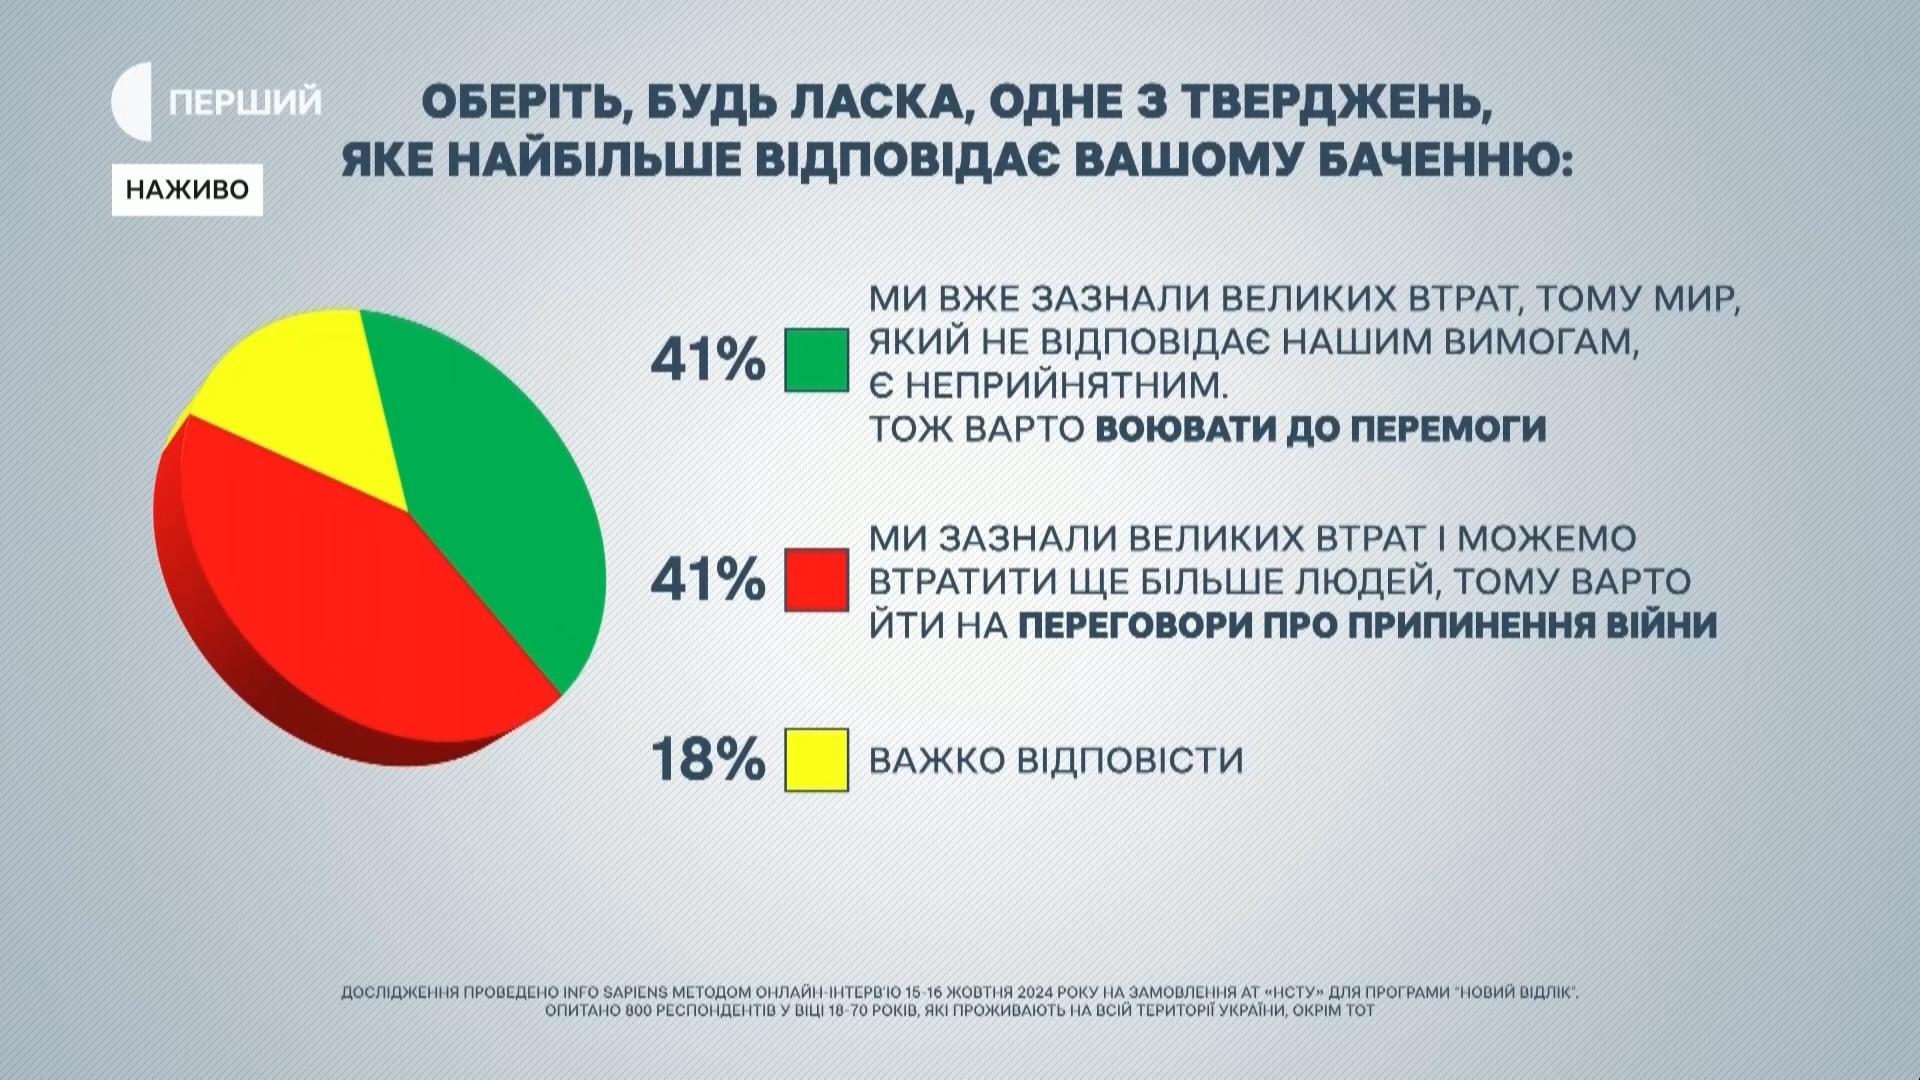 ПЕРШИЙ
НАЖИВО
ОБЕРІТЬ, БУДЬ ЛАСКА, ОДНЕ З ТВЕРДЖЕНЬ,
ЯКЕ НАЙБІЛЬШЕ ВІДПОВІДАЄ ВАШОМУ БАЧЕННЮ:
41%
МИ ВЖЕ ЗАЗНАЛИ ВЕЛИКИХ ВТРАТ, ТОМУ МИР,
ЯКИЙ НЕ ВІДПОВІДАЄ НАШИМ ВИМОГАМ,
Є НЕПРИЙНЯТНИМ.
ТОЖ ВАРТО ВОЮВАТИ ДО ПЕРЕМОГИ
41%
МИ ЗАЗНАЛИ ВЕЛИКИХ ВТРАТ І МОЖЕМО
ВТРАТИТИ ЩЕ БІЛЬШЕ ЛЮДЕЙ, ТОМУ ВАРТО
ЙТИ НА ПЕРЕГОВОРИ ПРО ПРИПИНЕННЯ ВІЙНИ
18%
ВАЖКО ВІДПОВІСТИ
ДОСЛІДЖЕННЯ ПРОВЕДЕНО INFO SAPIENS МЕТОДОМ ОНЛАЙН-ІНТЕРВ'Ю 15-16 ЖОВТНЯ 2024 РОКУ НА ЗАМОВЛЕННЯ АТ «НСТУ» ДЛЯ ПРОГРАМИ "НОВИЙ ВІДЛІК".
ОПИТАНО 800 РЕСПОНДЕНТІВ У ВІЦІ 18-70 РОКІВ, ЯКІ ПРОЖИВАЮТЬ НА ВСІЙ ТЕРИТОРІЇ УКРАЇНИ, ОКРІМ ТОТ